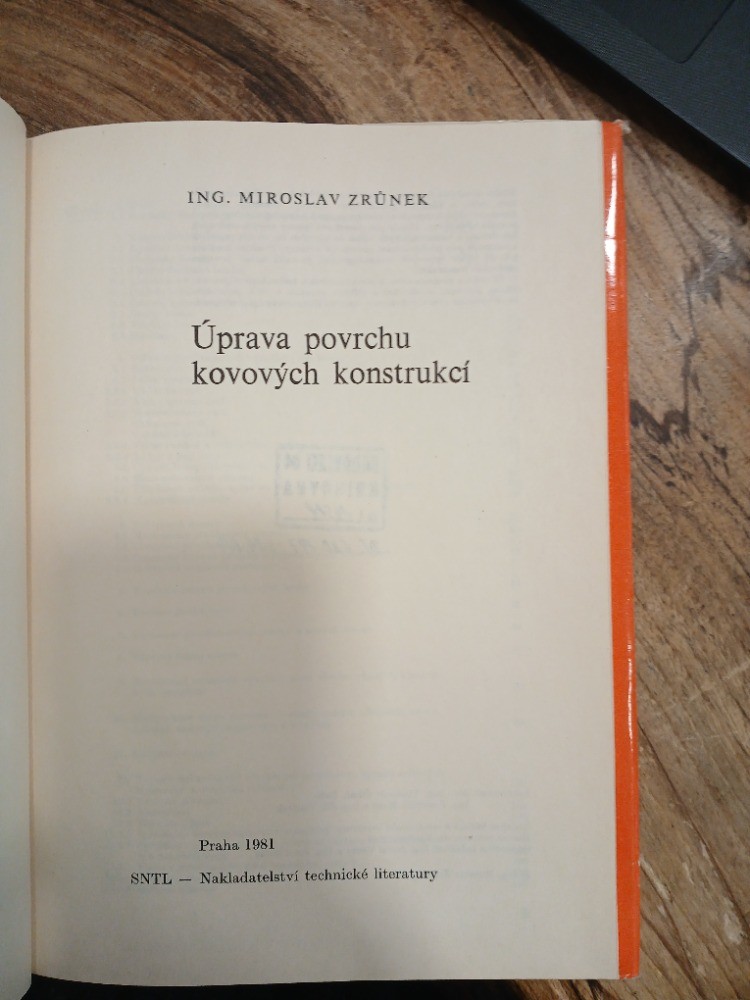 ING. MIROSLAV ZRŮNEK
Úprava povrchu
kovových konstrukcí
Praha 1981
SNTL — Nakladatelství technické literatury